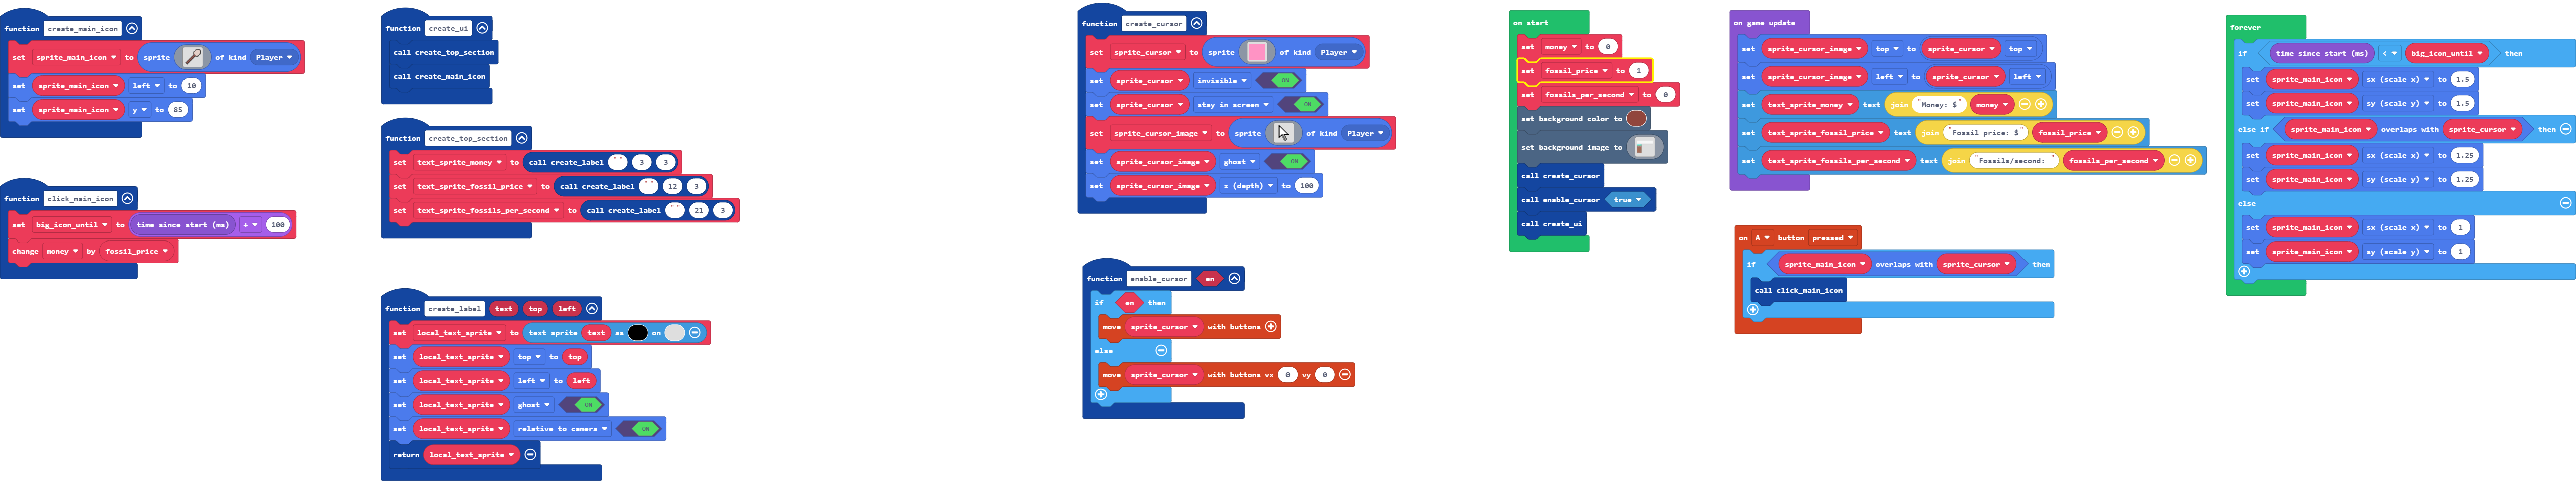 function create_main_icon
set sprite_main_icon to sprite of kind Player
set sprite_main_icon left to 10
set sprite_main_icon y to 85
function click_main_icon
set big_icon_until to time since start (ms) + 100
change money by fossil_price
function create_ui
call create_top_section
call create_main_icon
function create_top_section
set text_sprite_money to call create_label " " 3 3
set text_sprite_fossil_price to call create_label " " 12 3
set text_sprite_fossils_per_second to call create_label " " 21 3
function create_label text top left
set local_text_sprite to text sprite text as on
set local_text_sprite top to top
set local_text_sprite left to left
set local_text_sprite ghost ON
set local_text_sprite relative to camera ON
return local_text_sprite
function create_cursor
set sprite_cursor to sprite of kind Player
set sprite_cursor invisible ON
set sprite_cursor stay in screen ON
set sprite_cursor_image to sprite of kind Player
set sprite_cursor_image ghost ON
set sprite_cursor_image z (depth) to 100
function enable_cursor en
if en then
move sprite_cursor with buttons
else
move sprite_cursor with buttons vx 0 vy 0
on start
set money to 0
set fossil_price to 1
set fossils_per_second to 0
set background color to
set background image to
call create_cursor
call enable_cursor true
call create_ui
on game update
set sprite_cursor_image top to sprite_cursor top
set sprite_cursor_image left to sprite_cursor left
set text_sprite_money text join "Money: $" money
set text_sprite_fossil_price text join "Fossil price: $" fossil_price
set text_sprite_fossils_per_second text join "Fossils/second: " fossils_per_second
on A button pressed
if sprite_main_icon overlaps with sprite_cursor then
call click_main_icon
forever
if time since start (ms) < big_icon_until then
set sprite_main_icon sx (scale x) to 1.5
set sprite_main_icon sy (scale y) to 1.5
else if sprite_main_icon overlaps with sprite_cursor then
set sprite_main_icon sx (scale x) to 1.25
set sprite_main_icon sy (scale y) to 1.25
else
set sprite_main_icon sx (scale x) to 1
set sprite_main_icon sy (scale y) to 1